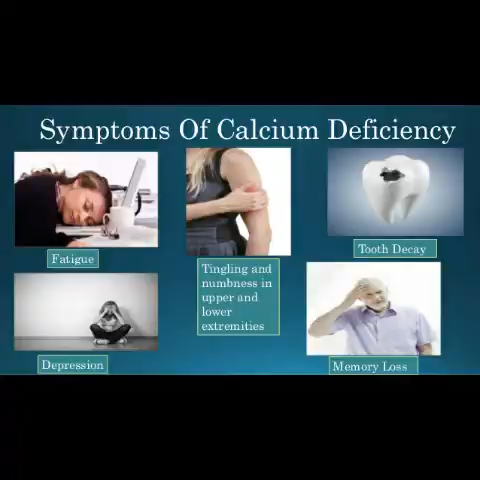 Symptoms Of Calcium Deficiency
Fatigue
Tingling and
numbness in
upper and
lower
extremities
Tooth Decay
Depression
Memory Loss